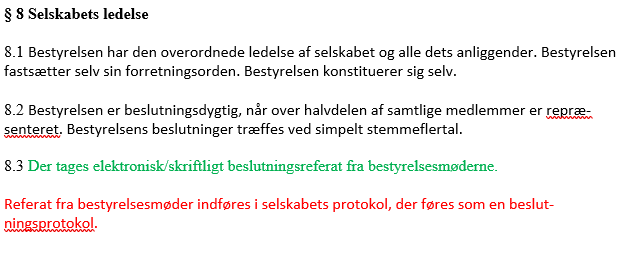 § 8 Selskabets ledelse
8.1 Bestyrelsen har den overordnede ledelse af selskabet og alle dets anliggender. Bestyrelsen
fastsætter selv sin forretningsorden. Bestyrelsen konstituerer sig selv.
8.2 Bestyrelsen er beslutningsdygtig, når over halvdelen af samtlige medlemmer er repræ-
senteret. Bestyrelsens beslutninger træffes ved simpelt stemmeflertal.
8.3 Der tages elektronisk/skriftligt beslutningsreferat fra bestyrelsesmøderne.
Referat fra bestyrelsesmøder indføres i selskabets protokol, der føres som en beslut-
ningsprotokol.